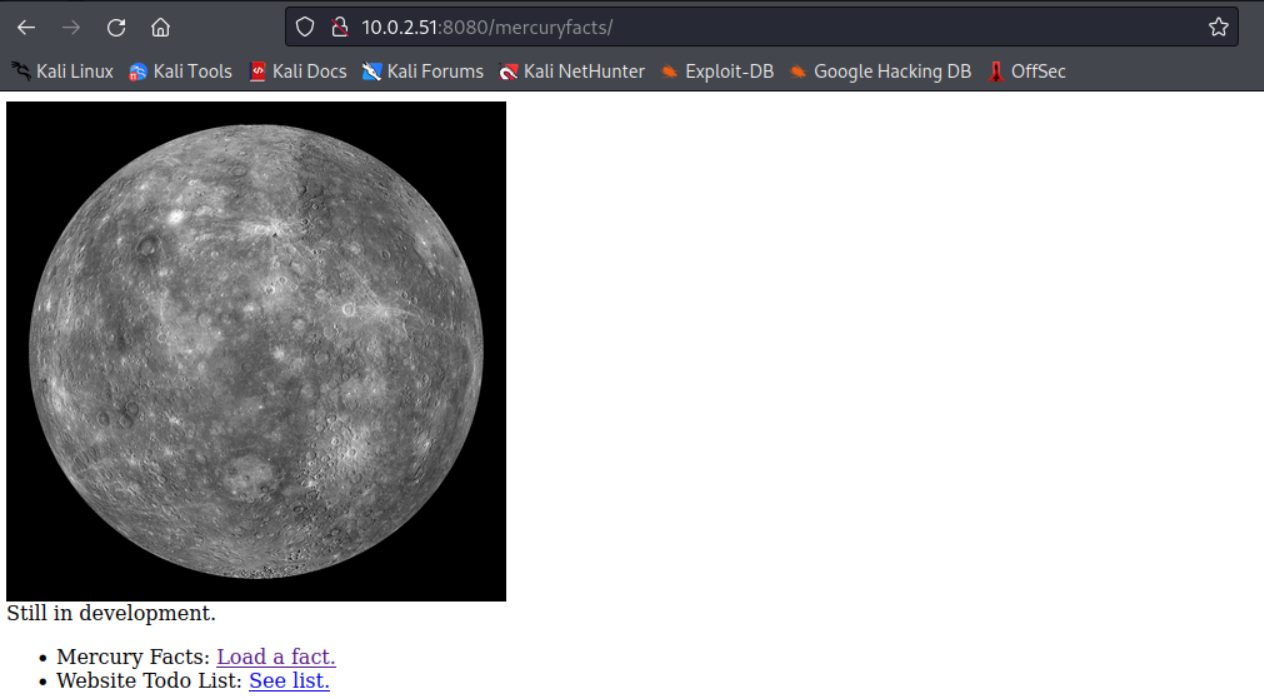 10.0.2.51:8080/mercuryfacts/
Kali Linux Kali Tools Kali Docs Kali Forums Kali NetHunter Exploit-DB Google Hacking DB OffSec
Still in development.
• Mercury Facts: Load a fact.
• Website Todo List: See list.